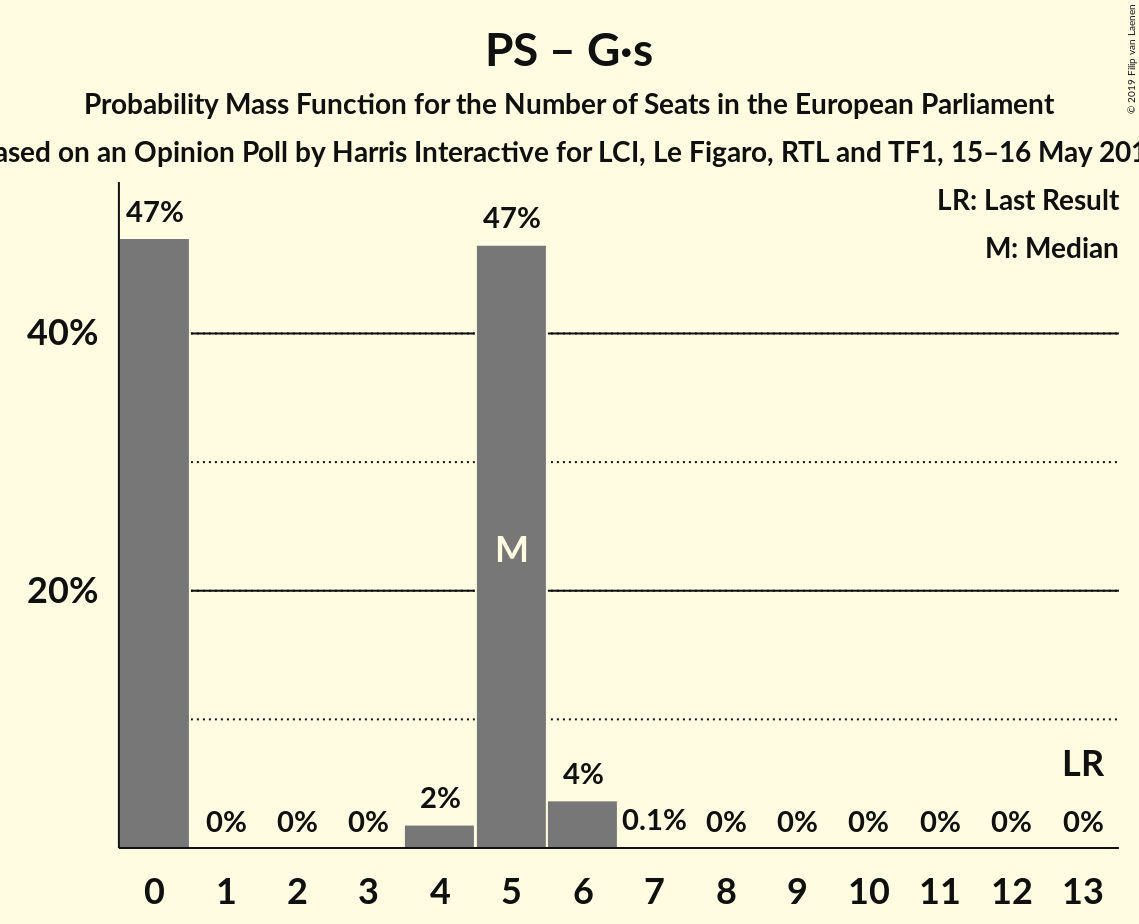 PS – G·s
Probability Mass Function for the Number of Seats in the European Parliament
ased on an Opinion Poll by Harris Interactive for LCI, Le Figaro, RTL and TF1, 15–16 May 201
© 2019 Filip van Laenen
LR: Last Result
M: Median
47%
47%
40%
M
20%
LR
4%
2%
0% 0% 0% 0.1% 0% 0% 0% 0% 0% 0%
0 1 2 3 4 5 6 7 8 9 10 11 12 13